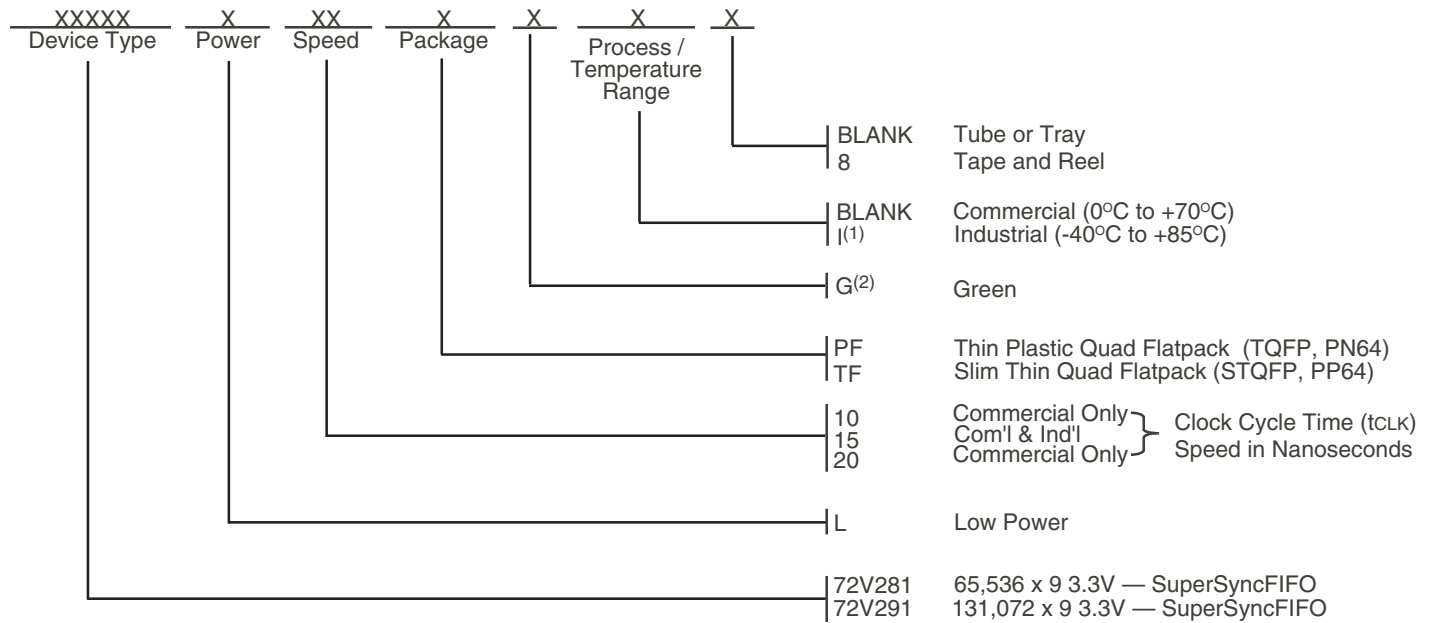 XXXXX X XX X X X X
Device Type Power Speed Package Process /
Temperature
Range
BLANK Tube or Tray
8 Tape and Reel
BLANK Commercial (0°C to +70°C)
I(1) Industrial (-40°C to +85°C)
G(2) Green
PF Thin Plastic Quad Flatpack (TQFP, PN64)
TF Slim Thin Quad Flatpack (STQFP, PP64)
10 Commercial Only
15 Com'l & Ind'l
20 Commercial Only
Clock Cycle Time (tCLK)
Speed in Nanoseconds
L Low Power
72V281 65,536 x 9 3.3V — SuperSyncFIFO
72V291 131,072 x 9 3.3V — SuperSyncFIFO